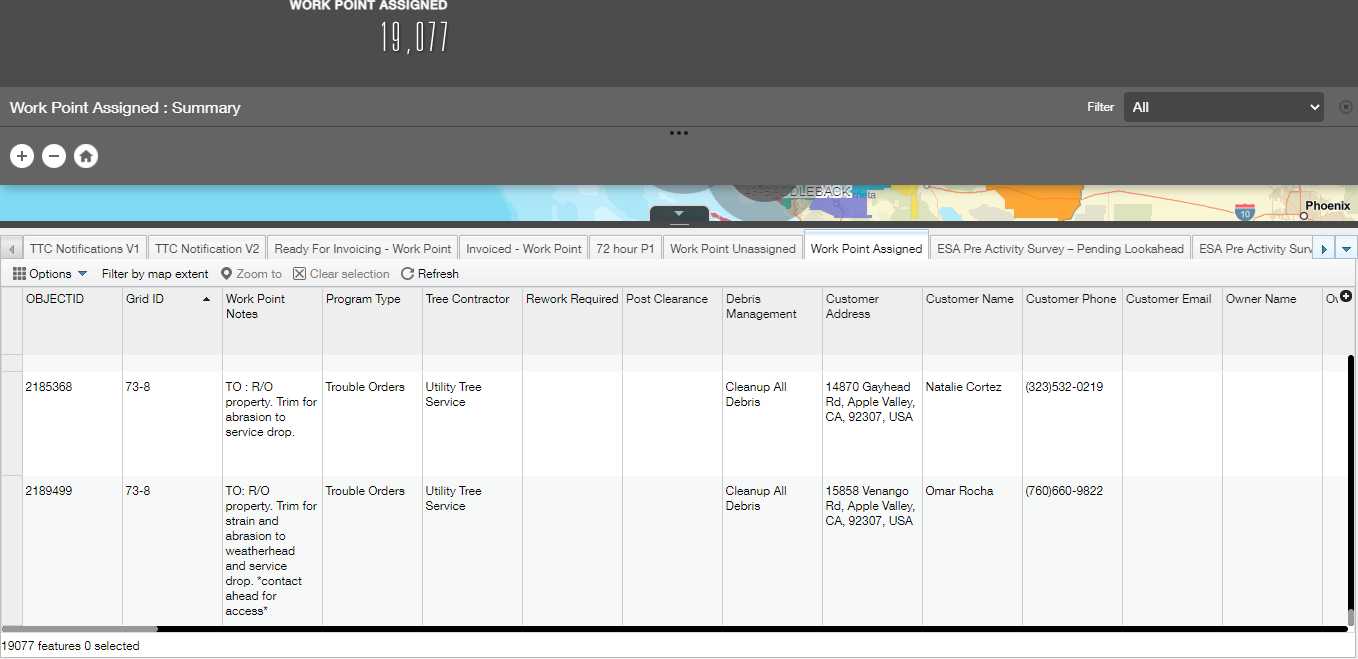 WORK POINT ASSIGNED
19,077
Work Point Assigned : Summary
Filter
All
Phoenix
10
TTC Notifications V1
TTC Notification V2
Ready For Invoicing - Work Point
Invoiced - Work Point
72 hour P1
Work Point Unassigned
Work Point Assigned
ESA Pre Activity Survey – Pending Lookahead
ESA Pre Activity Surv
Options
Filter by map extent
Zoom to
Clear selection
Refresh
OBJECTID
Grid ID
Work Point
Notes
Program Type
Tree Contractor
Rework Required
Post Clearance
Debris
Management
Customer
Address
Customer Name
Customer Phone
Customer Email
Owner Name
2185368
73-8
TO : R/O
property. Trim for
abrasion to
service drop.
Trouble Orders
Utility Tree
Service
Cleanup All
Debris
14870 Gayhead
Rd, Apple Valley,
CA, 92307, USA
Natalie Cortez
(323)532-0219
2189499
73-8
TO: R/O
property. Trim for
strain and
abrasion to
weatherhead
and service
drop. *contact
ahead for
access*
Trouble Orders
Utility Tree
Service
Cleanup All
Debris
15858 Venango
Rd, Apple Valley,
CA, 92307, USA
Omar Rocha
(760)660-9822
19077 features 0 selected